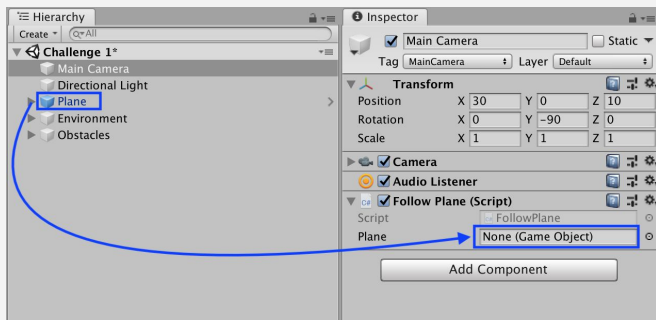 Hierarchy
Create
All
Challenge 1*
Main Camera
Directional Light
Plane
Environment
Obstacles
Inspector
Main Camera
Static
Tag MainCamera Layer Default
Transform
Position X 30 Y 0 Z 10
Rotation X 0 Y -90 Z 0
Scale X 1 Y 1 Z 1
Camera
Audio Listener
C# Follow Plane (Script)
Script FollowPlane
Plane None (Game Object)
Add Component